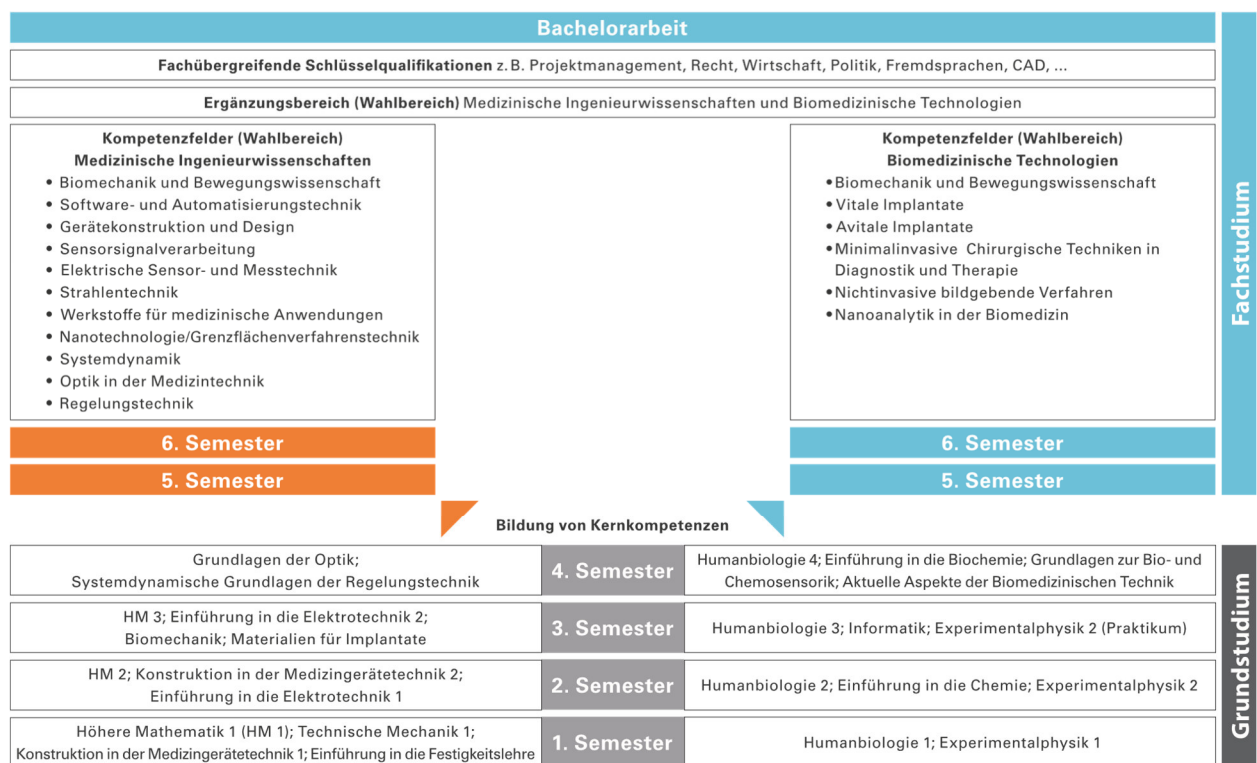 Bachelorarbeit
Fachübergreifende Schlüsselqualifikationen z. B. Projektmanagement, Recht, Wirtschaft, Politik, Fremdsprachen, CAD, ...
Ergänzungsbereich (Wahlbereich) Medizinische Ingenieurwissenschaften und Biomedizinische Technologien
Kompetenzfelder (Wahlbereich)
Medizinische Ingenieurwissenschaften
• Biomechanik und Bewegungswissenschaft
• Software- und Automatisierungstechnik
• Gerätekonstruktion und Design
• Sensorsignalverarbeitung
• Elektrische Sensor- und Messtechnik
• Strahlentechnik
• Werkstoffe für medizinische Anwendungen
• Nanotechnologie/Grenzflächenverfahrenstechnik
• Systemdynamik
• Optik in der Medizintechnik
• Regelungstechnik
6. Semester
5. Semester
Kompetenzfelder (Wahlbereich)
Biomedizinische Technologien
• Biomechanik und Bewegungswissenschaft
• Vitale Implantate
• Avitale Implantate
• Minimalinvasive Chirurgische Techniken in
Diagnostik und Therapie
• Nichtinvasive bildgebende Verfahren
• Nanoanalytik in der Biomedizin
6. Semester
5. Semester
Fachstudium
Bildung von Kernkompetenzen
Grundlagen der Optik;
Systemdynamische Grundlagen der Regelungstechnik
4. Semester
Humanbiologie 4; Einführung in die Biochemie; Grundlagen zur Bio- und
Chemosensorik; Aktuelle Aspekte der Biomedizinischen Technik
HM 3; Einführung in die Elektrotechnik 2;
Biomechanik; Materialien für Implantate
3. Semester
Humanbiologie 3; Informatik; Experimentalphysik 2 (Praktikum)
HM 2; Konstruktion in der Medizingerätetechnik 2;
Einführung in die Elektrotechnik 1
2. Semester
Humanbiologie 2; Einführung in die Chemie; Experimentalphysik 2
Höhere Mathematik 1 (HM 1); Technische Mechanik 1;
Konstruktion in der Medizingerätetechnik 1; Einführung in die Festigkeitslehre
1. Semester
Humanbiologie 1; Experimentalphysik 1
Grundstudium